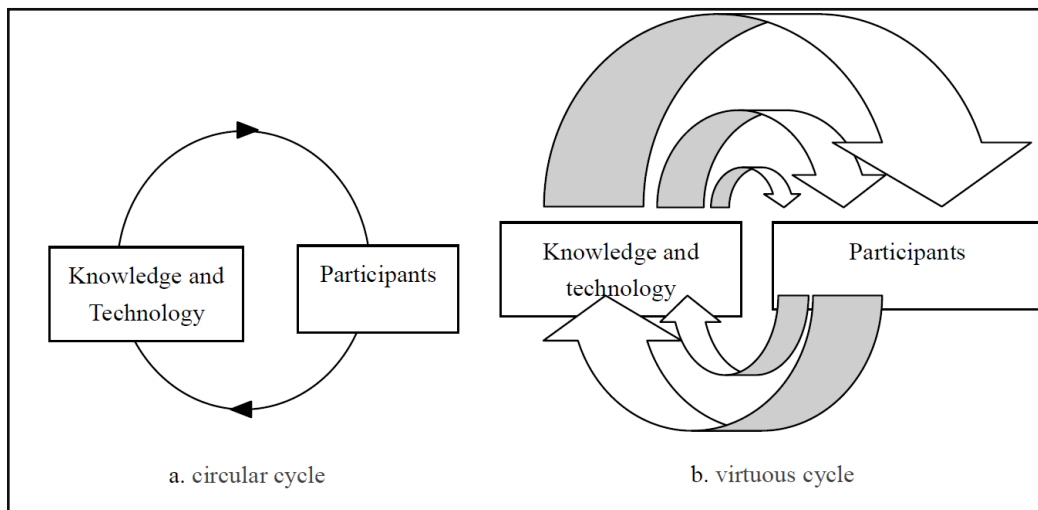 Knowledge and
Technology
Participants
a. circular cycle
Knowledge and
technology
Participants
b. virtuous cycle